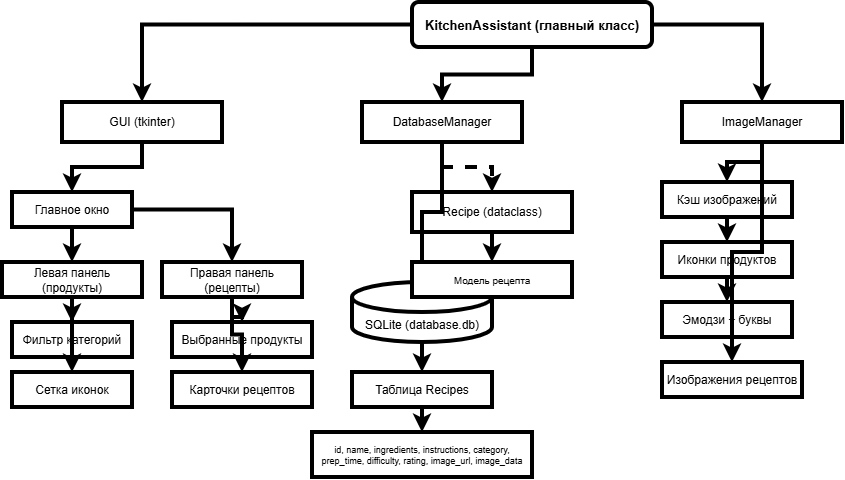 KitchenAssistant (главный класс)
GUI (tkinter)
DatabaseManager
ImageManager
Главное окно
Recipe (dataclass)
Кэш изображений
Левая панель
(продукты)
Правая панель
(рецепты)
Модель рецепта
Иконки продуктов
Фильтр категорий
Выбранные продукты
SQLite (database.db)
Эмодзи + буквы
Сетка иконок
Карточки рецептов
Таблица Recipes
Изображения рецептов
id, name, ingredients, instructions, category,
prep_time, difficulty, rating, image_url, image_data